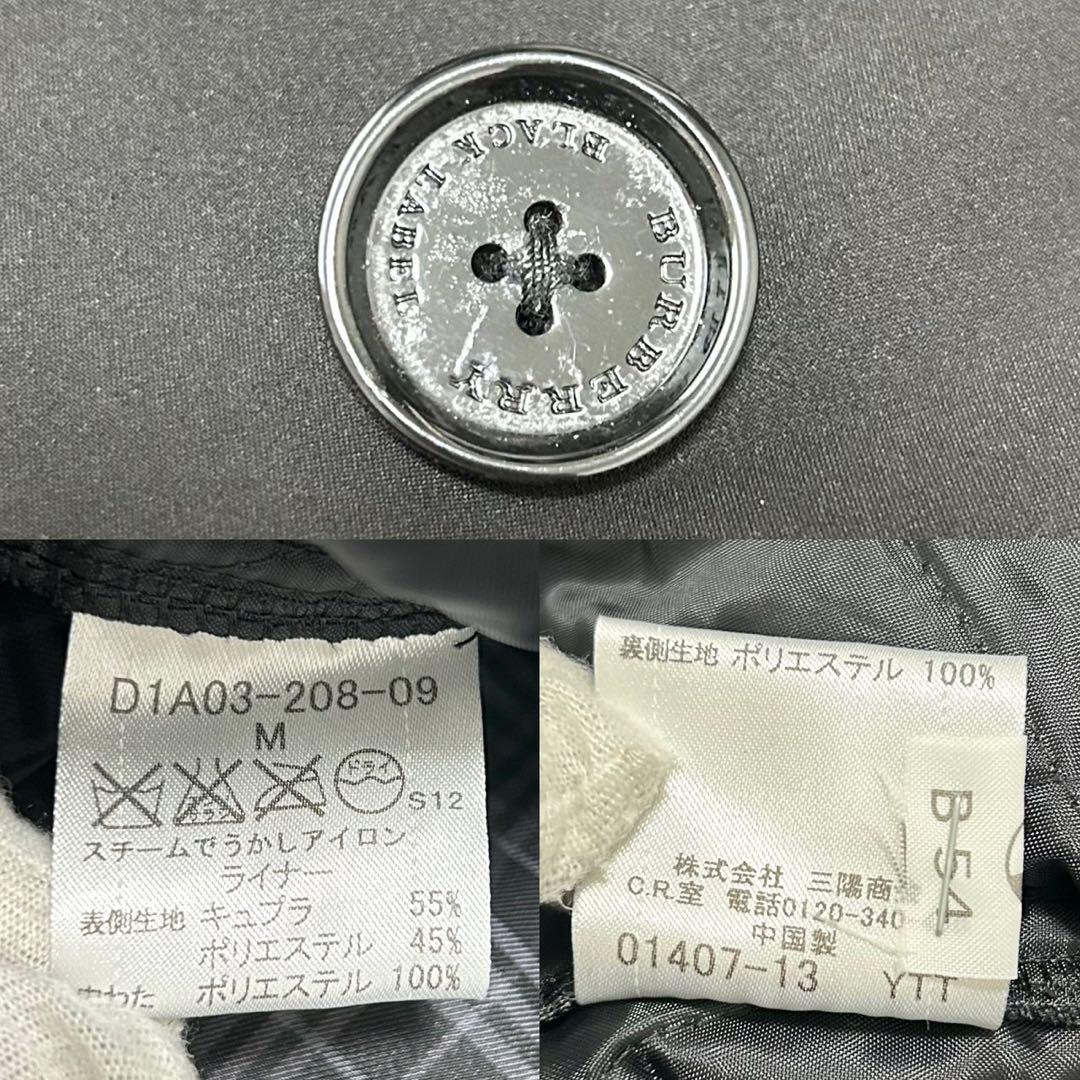 BURBERRY
BLACK LABEL
D1A03-208-09
M
ドライ
S12
スチームでうかしアイロン
ライナー
表側生地 キュプラ 55%
ポリエステル 45%
中わた ポリエステル 100%
裏側生地 ポリエステル 100%
B54
株式会社 三陽商
C.R.室 電話0120-340
中国製
01407-13 YTT